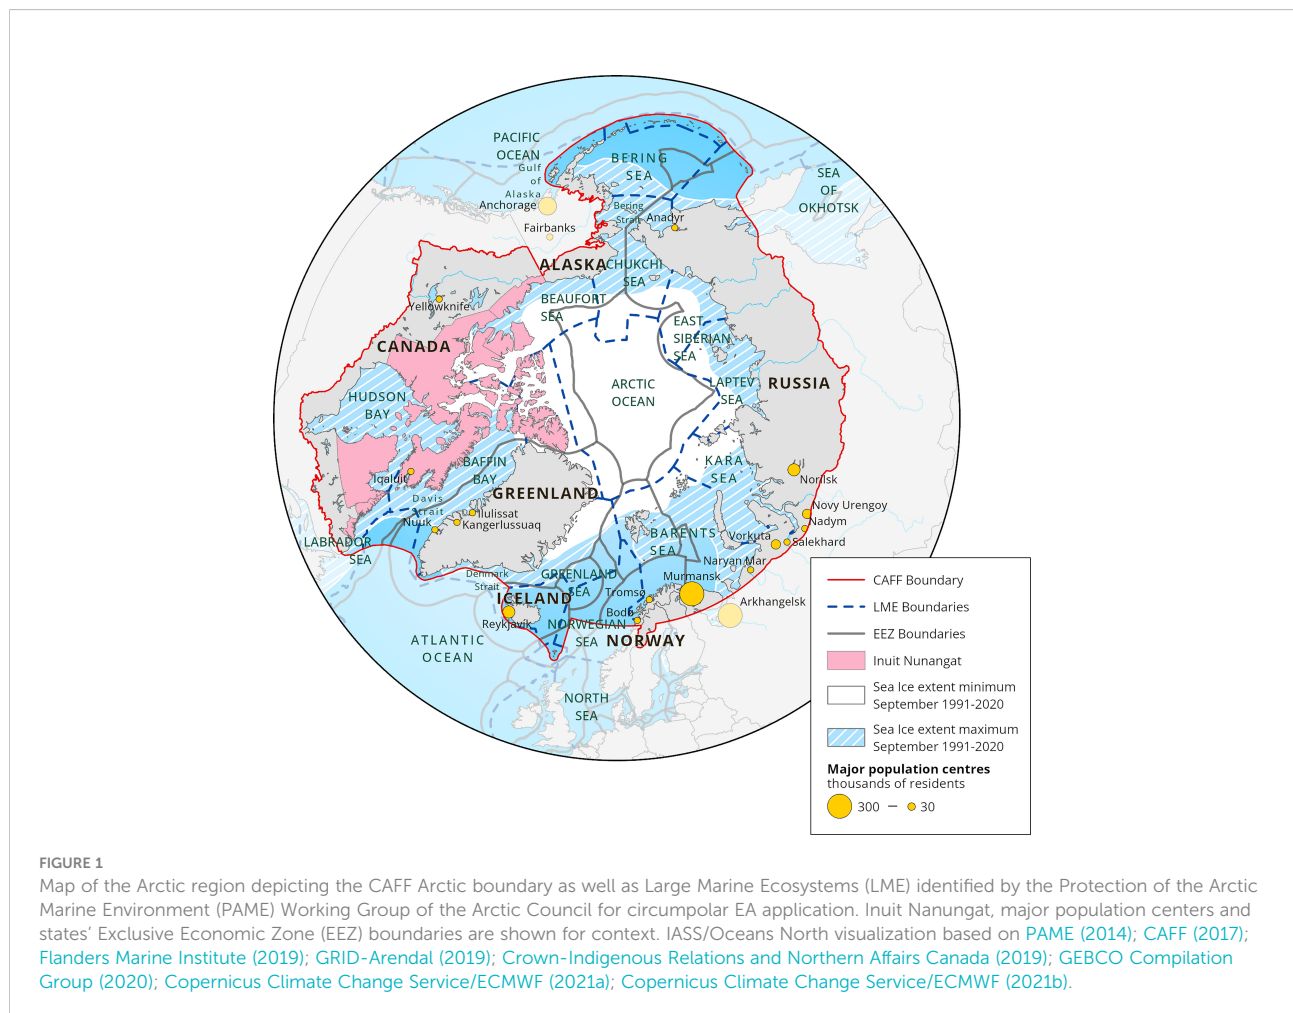 PACIFIC
OCEAN
Gulf
of
Alaska
Anchorage
Fairbanks
BERING
SEA
Bering
Strait
Anadyr
SEA
OF
OKHOTSK
ALASKA
CHUKCHI
SEA
BEAUFORT
SEA
Yellowknife
CANADA
EAST
SIBERIAN
SEA
ARCTIC
OCEAN
LAPTEV
SEA
RUSSIA
HUDSON
BAY
BAFFIN
BAY
KARA
SEA
Iqaluit
Norilsk
GREENLAND
Davis
Strait
Ilulissat
Nuuk
Kangerlussuaq
Novy Urengoy
Nadym
LABRADOR
SEA
BARENTS
SEA
Vorkuta
Salekhard
Naryan Mar
Denmark
Strait
GREENLAND
SEA
Murmansk
Tromsø
ICELAND
Arkhangelsk
Bodø
Reykjavík
NORWEGIAN
SEA
NORWAY
ATLANTIC
OCEAN
NORTH
SEA
CAFF Boundary
LME Boundaries
EEZ Boundaries
Inuit Nunangat
Sea Ice extent minimum
September 1991-2020
Sea Ice extent maximum
September 1991-2020
Major population centres
thousands of residents
300 — 30
FIGURE 1
Map of the Arctic region depicting the CAFF Arctic boundary as well as Large Marine Ecosystems (LME) identified by the Protection of the Arctic
Marine Environment (PAME) Working Group of the Arctic Council for circumpolar EA application. Inuit Nanungat, major population centers and
states’ Exclusive Economic Zone (EEZ) boundaries are shown for context. IASS/Oceans North visualization based on PAME (2014); CAFF (2017);
Flanders Marine Institute (2019); GRID-Arendal (2019); Crown-Indigenous Relations and Northern Affairs Canada (2019); GEBCO Compilation
Group (2020); Copernicus Climate Change Service/ECMWF (2021a); Copernicus Climate Change Service/ECMWF (2021b).